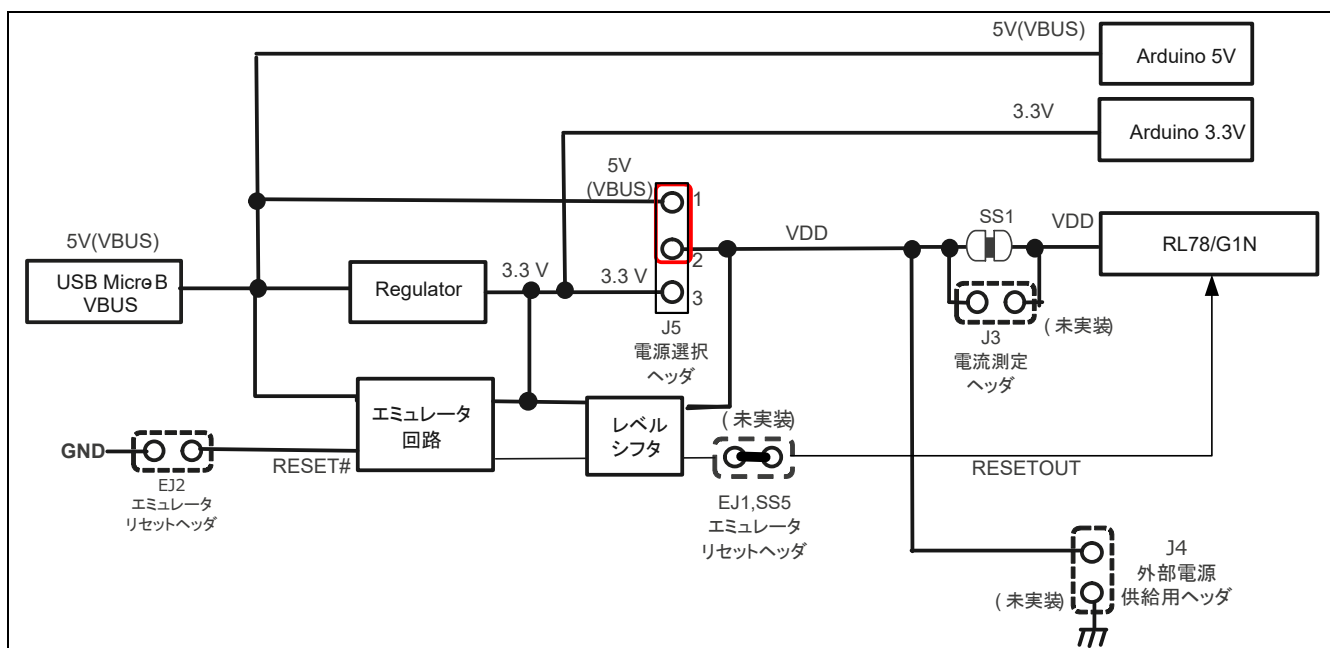 5V(VBUS)
Arduino 5V
3.3V
Arduino 3.3V
5V
(VBUS)
1
2
3
J5
電源選択
ヘッダ
5V(VBUS)
USB Micro-B
VBUS
Regulator
3.3 V
3.3 V
VDD
SS1
VDD
RL78/G1N
(未実装)
J3
電流測定
ヘッダ
エミュレータ
回路
レベル
シフタ
(未実装)
GND
RESET#
EJ2
エミュレータ
リセットヘッダ
RESETOUT
EJ1,SS5
エミュレータ
リセットヘッダ
J4
外部電源
供給用ヘッダ
(未実装)